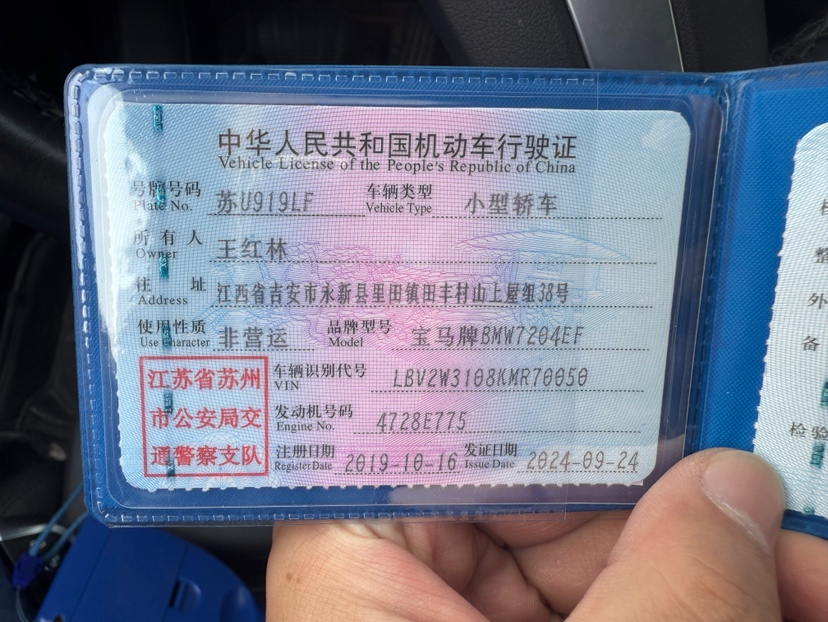 中华人民共和国机动车行驶证
Vehicle License of the People's Republic of China
号牌号码 苏U919LF 车辆类型 小型轿车
Plate No. Vehicle Type
所有人 王红林
Owner
住址 江西省吉安市永新县里田镇田丰村山上屋组38号
Address
使用性质 非营运 品牌型号 宝马牌BMW7204EF
Use Character Model
江苏省苏州
市公安局交
通警察支队
车辆识别代号 LBV2W3108KMR70050
VIN
发动机号码 4728E775
Engine No.
注册日期 2019-10-16 发证日期 2024-09-24
Register Date Issue Date
整
外
备
检验